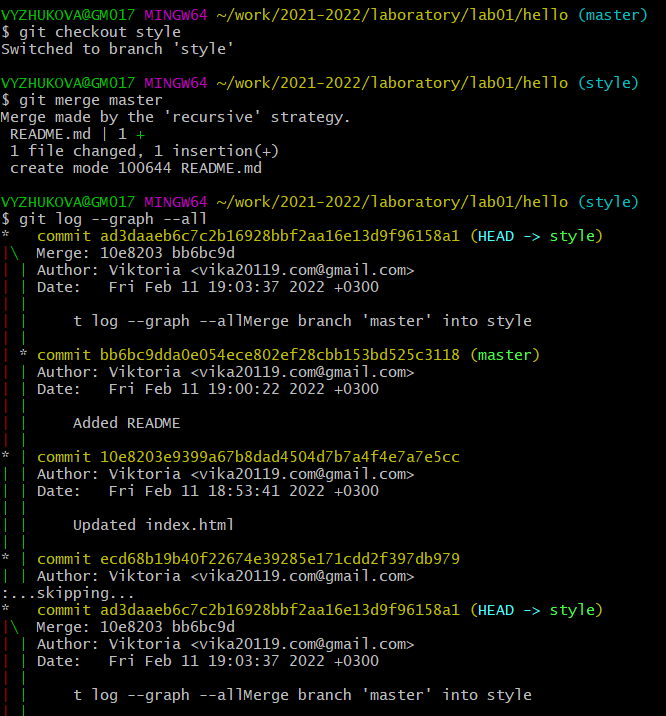 VYZHUKOVA@GM017 MINGW64 ~/work/2021-2022/laboratory/lab01/hello (master)
$ git checkout style
Switched to branch 'style'
VYZHUKOVA@GM017 MINGW64 ~/work/2021-2022/laboratory/lab01/hello (style)
$ git merge master
Merge made by the 'recursive' strategy.
 README.md | 1 +
 1 file changed, 1 insertion(+)
 create mode 100644 README.md
VYZHUKOVA@GM017 MINGW64 ~/work/2021-2022/laboratory/lab01/hello (style)
$ git log --graph --all
*   commit ad3daaeb6c7c2b16928bbf2aa16e13d9f96158a1 (HEAD -> style)
|\  Merge: 10e8203 bb6bc9d
| | Author: Viktoria <vika20119.com@gmail.com>
| | Date:   Fri Feb 11 19:03:37 2022 +0300
| |
| |     t log --graph --allMerge branch 'master' into style
| |
| * commit bb6bc9dda0e054ece802ef28cbb153bd525c3118 (master)
| | Author: Viktoria <vika20119.com@gmail.com>
| | Date:   Fri Feb 11 19:00:22 2022 +0300
| |
| |     Added README
| |
* | commit 10e8203e9399a67b8dad4504d7b7a4f4e7a7e5cc
| | Author: Viktoria <vika20119.com@gmail.com>
| | Date:   Fri Feb 11 18:53:41 2022 +0300
| |
| |     Updated index.html
| |
* | commit ecd68b19b40f22674e39285e171cdd2f397db979
| | Author: Viktoria <vika20119.com@gmail.com>
:...skipping...
*   commit ad3daaeb6c7c2b16928bbf2aa16e13d9f96158a1 (HEAD -> style)
|\  Merge: 10e8203 bb6bc9d
| | Author: Viktoria <vika20119.com@gmail.com>
| | Date:   Fri Feb 11 19:03:37 2022 +0300
| |
| |     t log --graph --allMerge branch 'master' into style
| |